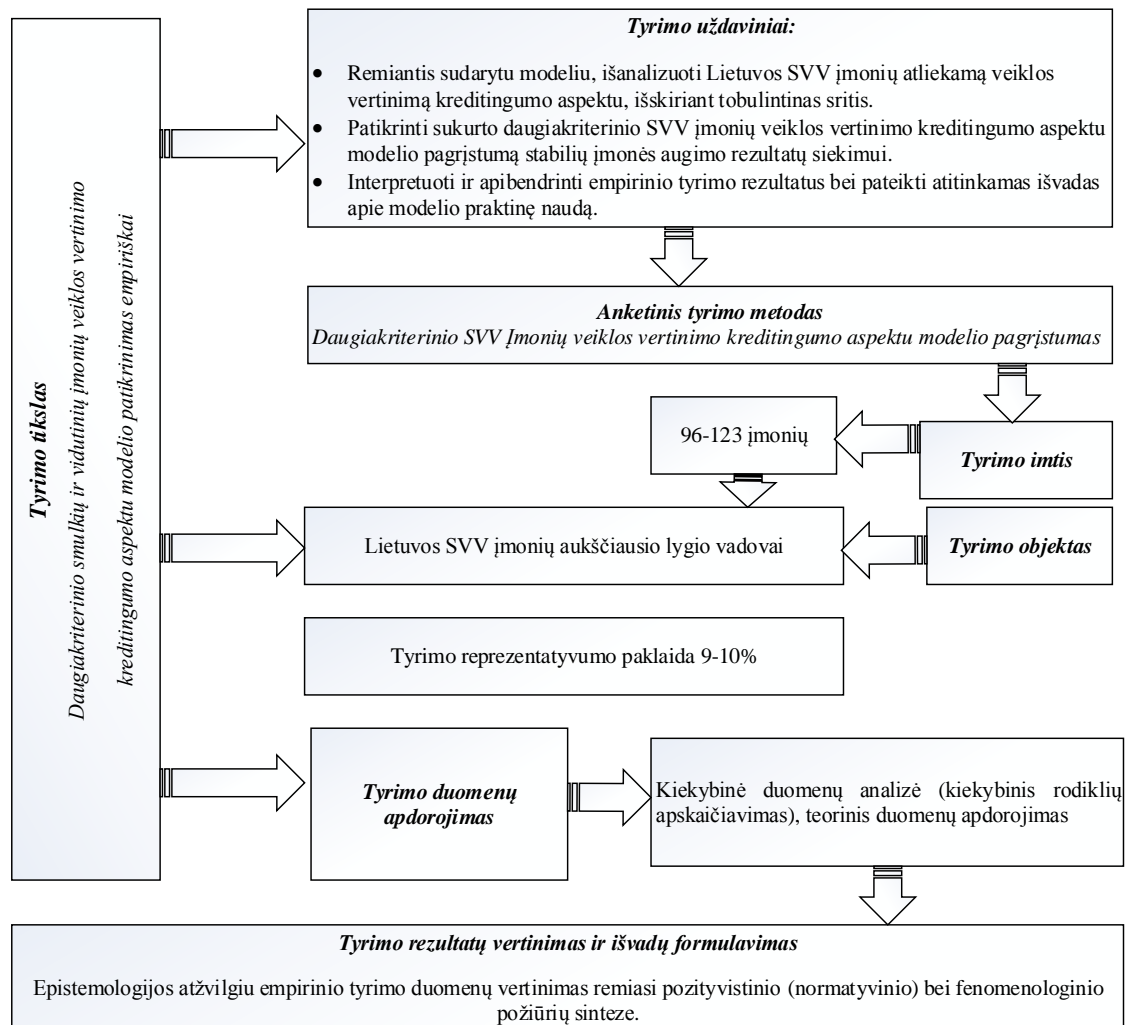 Tyrimo tikslas
Daugiakriterinio smulkių ir vidutinių įmonių veiklos vertinimo
kreditingumo aspektu modelio patikrinimas empiriškai
Tyrimo uždaviniai:
• Remiantis sudarytu modeliu, išanalizuoti Lietuvos SVV įmonių atliekamą veiklos
vertinimą kreditingumo aspektu, išskiriant tobulintinas sritis.
• Patikrinti sukurto daugiakriterinio SVV įmonių veiklos vertinimo kreditingumo aspektu
modelio pagrįstumą stabilių įmonės augimo rezultatų siekimui.
• Interpretuoti ir apibendrinti empirinio tyrimo rezultatus bei pateikti atitinkamas išvadas
apie modelio praktinę naudą.
Anketinis tyrimo metodas
Daugiakriterinio SVV Įmonių veiklos vertinimo kreditingumo aspektu modelio pagrįstumas
96-123 įmonių
Tyrimo imtis
Lietuvos SVV įmonių aukščiausio lygio vadovai
Tyrimo objektas
Tyrimo reprezentatyvumo paklaida 9-10%
Tyrimo duomenų
apdorojimas
Kiekybinė duomenų analizė (kiekybinis rodiklių
apskaičiavimas), teorinis duomenų apdorojimas
Tyrimo rezultatų vertinimas ir išvadų formulavimas
Epistemologijos atžvilgiu empirinio tyrimo duomenų vertinimas remiasi pozityvistinio (normatyvinio) bei fenomenologinio
požiūrių sinteze.